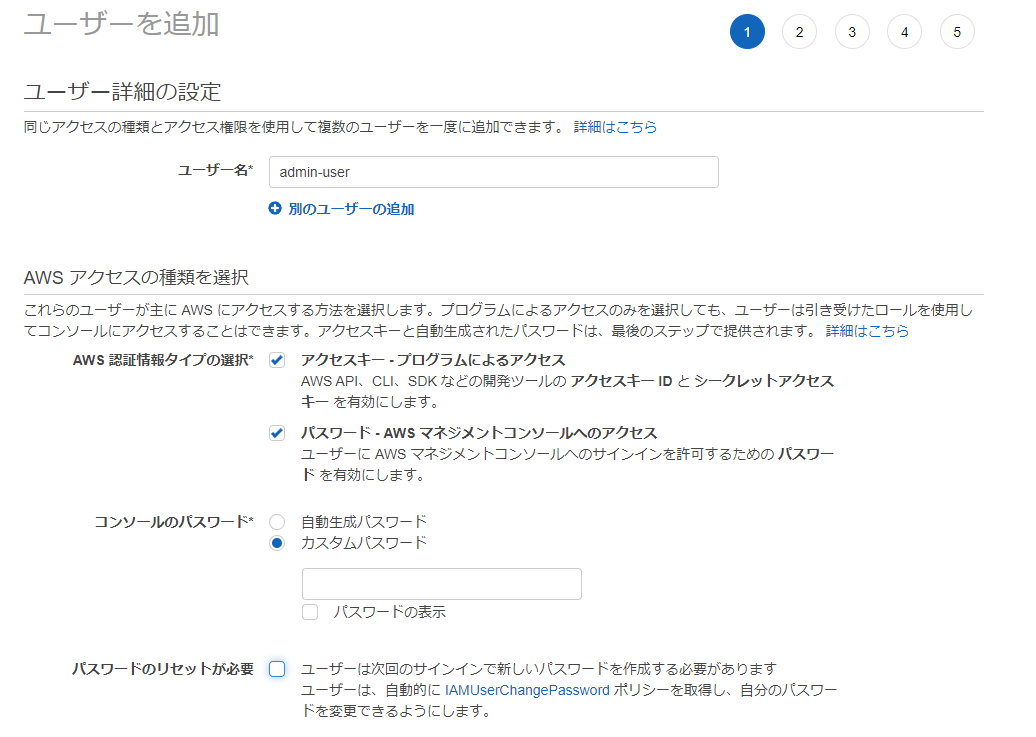 ユーザーを追加
1 2 3 4 5
ユーザー詳細の設定
同じアクセスの種類とアクセス権限を使用して複数のユーザーを一度に追加できます。 詳細はこちら
ユーザー名* admin-user
別のユーザーの追加
AWS アクセスの種類を選択
これらのユーザーが主に AWS にアクセスする方法を選択します。プログラムによるアクセスのみを選択しても、ユーザーは引き受けたロールを使用し
てコンソールにアクセスすることはできます。アクセスキーと自動生成されたパスワードは、最後のステップで提供されます。 詳細はこちら
AWS 認証情報タイプの選択* アクセスキー - プログラムによるアクセス
AWS API、CLI、SDK などの開発ツールの アクセスキー ID と シークレットアクセス
キー を有効にします。
パスワード - AWS マネジメントコンソールへのアクセス
ユーザーに AWS マネジメントコンソールへのサインインを許可するための パスワー
ド を有効にします。
コンソールのパスワード* 自動生成パスワード
カスタムパスワード
パスワードの表示
パスワードのリセットが必要 ユーザーは次回のサインインで新しいパスワードを作成する必要があります
ユーザーは、自動的に IAMUserChangePassword ポリシーを取得し、自分のパスワー
ドを変更できるようにします。